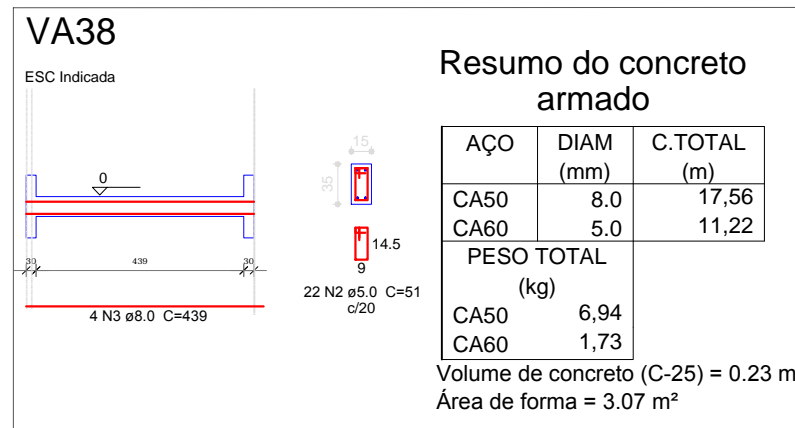 VA38
ESC Indicada
0
30 439 30
4 N3 ø8.0 C=439
15
35
14.5
9
22 N2 ø5.0 C=51
c/20
Resumo do concreto
armado
AÇO DIAM C.TOTAL
(mm) (m)
CA50 8.0 17,56
CA60 5.0 11,22
PESO TOTAL
(kg)
CA50 6,94
CA60 1,73
Volume de concreto (C-25) = 0.23 m
Área de forma = 3.07 m²